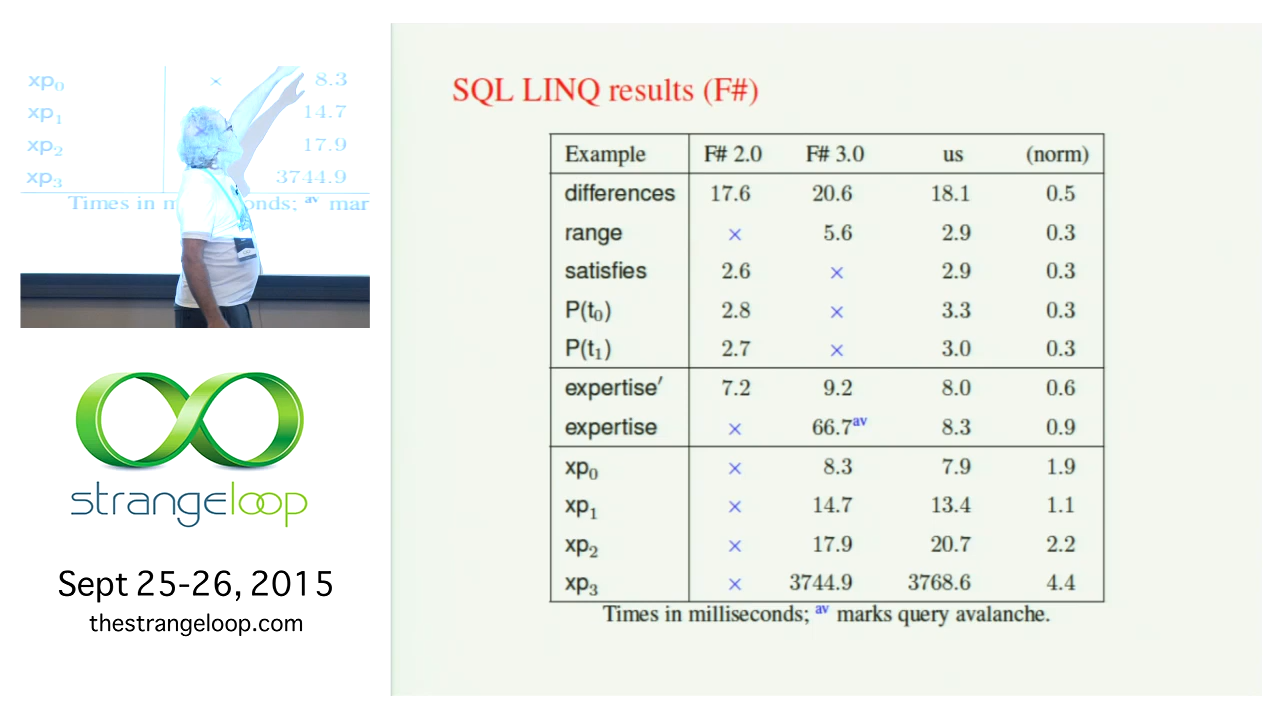 xp0 × 8.3
xp1 14.7
xp2 17.9
xp3 3744.9
Times in m onds; av mar
strangeloop
Sept 25-26, 2015
thestrangeloop.com
SQL LINQ results (F#)
Example F# 2.0 F# 3.0 us (norm)
differences 17.6 20.6 18.1 0.5
range × 5.6 2.9 0.3
satisfies 2.6 × 2.9 0.3
P(t0) 2.8 × 3.3 0.3
P(t1) 2.7 × 3.0 0.3
expertise′ 7.2 9.2 8.0 0.6
expertise × 66.7av 8.3 0.9
xp0 × 8.3 7.9 1.9
xp1 × 14.7 13.4 1.1
xp2 × 17.9 20.7 2.2
xp3 × 3744.9 3768.6 4.4
Times in milliseconds; av marks query avalanche.